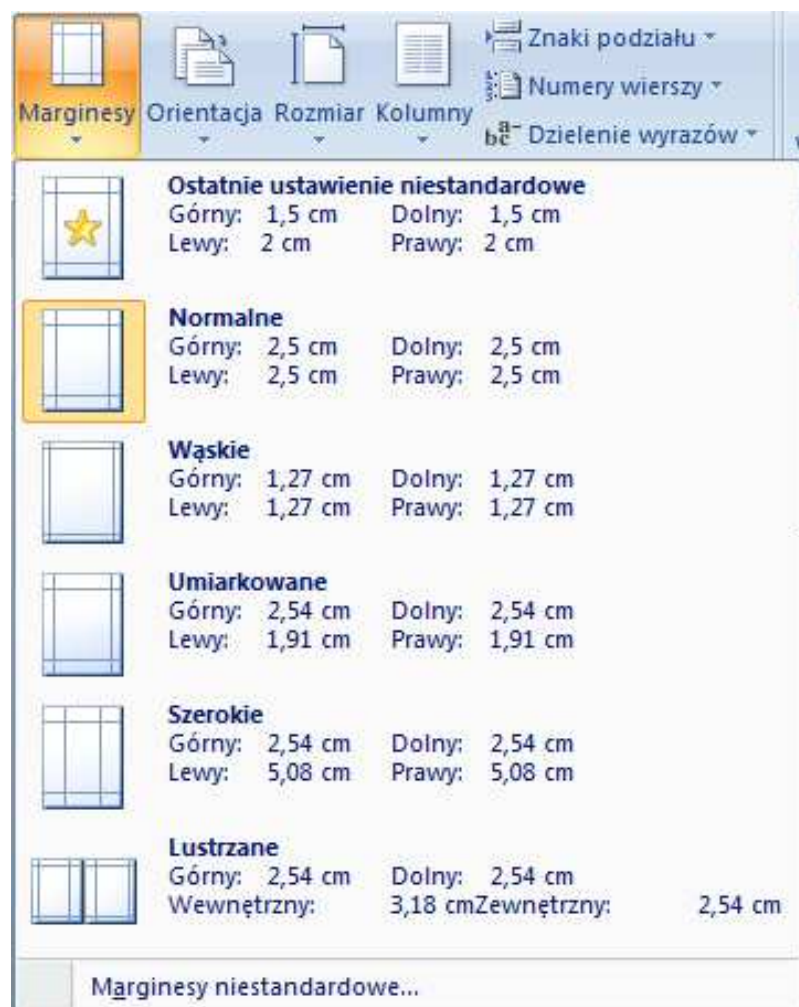 Marginesy Orientacja Rozmiar Kolumny
Znaki podziału
Numery wierszy
Dzielenie wyrazów
Ostatnie ustawienie niestandardowe
Górny: 1,5 cm Dolny: 1,5 cm
Lewy: 2 cm Prawy: 2 cm
Normalne
Górny: 2,5 cm Dolny: 2,5 cm
Lewy: 2,5 cm Prawy: 2,5 cm
Wąskie
Górny: 1,27 cm Dolny: 1,27 cm
Lewy: 1,27 cm Prawy: 1,27 cm
Umiarkowane
Górny: 2,54 cm Dolny: 2,54 cm
Lewy: 1,91 cm Prawy: 1,91 cm
Szerokie
Górny: 2,54 cm Dolny: 2,54 cm
Lewy: 5,08 cm Prawy: 5,08 cm
Lustrzane
Górny: 2,54 cm Dolny: 2,54 cm
Wewnętrzny: 3,18 cmZewnętrzny: 2,54 cm
Marginesy niestandardowe...